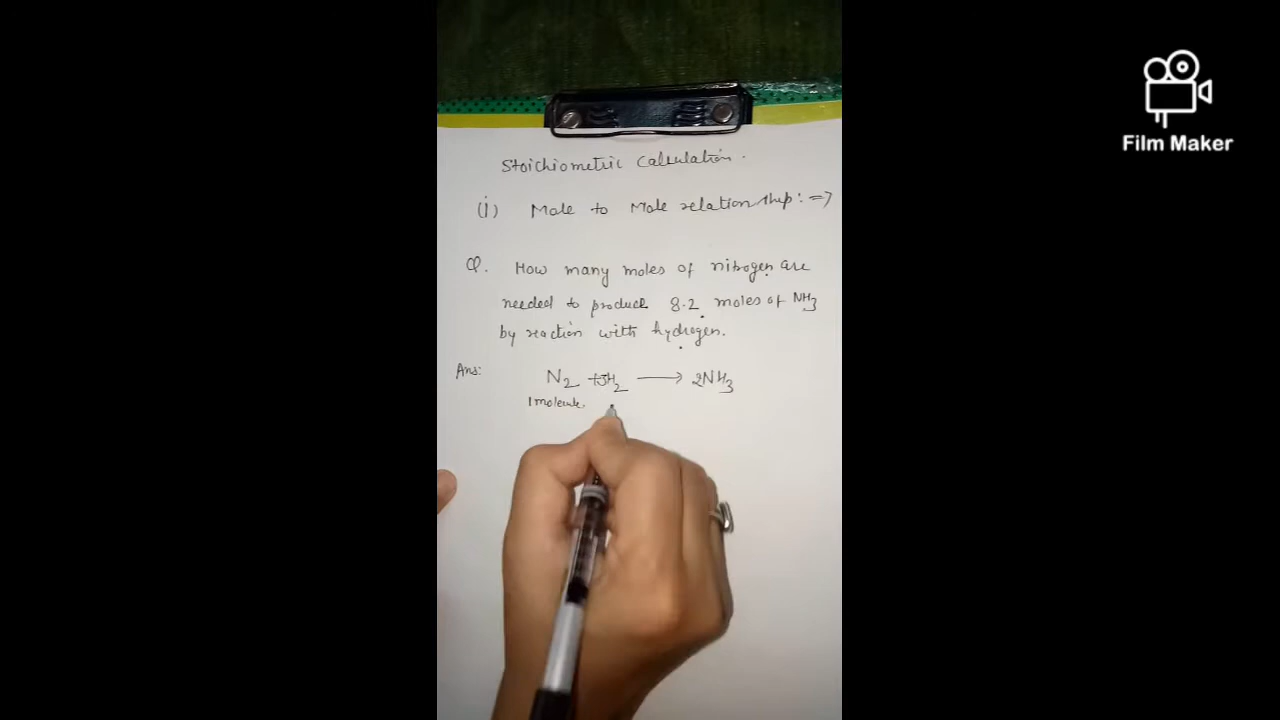 Stoichiometric Calculation.
(i) Mole to Mole relationship: =>
Q. How many moles of nitrogen are
needed to produce 8.2 moles of NH3
by reaction with hydrogen.
Ans: N2 +3H2 ⟶ 2NH3
1 molecule.
Film Maker